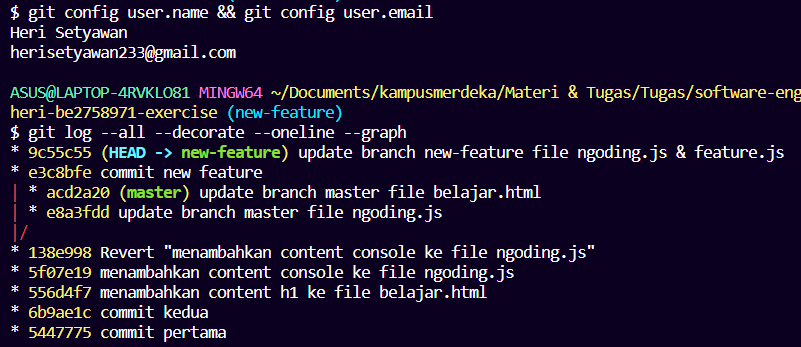 $ git config user.name && git config user.email
Heri Setyawan
herisetyawan233@gmail.com
ASUS@LAPTOP-4RVKLO81 MINGW64 ~/Documents/kampusmerdeka/Materi & Tugas/Tugas/software-eng
heri-be2758971-exercise (new-feature)
$ git log --all --decorate --oneline --graph
* 9c55c55 (HEAD -> new-feature) update branch new-feature file ngoding.js & feature.js
* e3c8bfe commit new feature
| * acd2a20 (master) update branch master file belajar.html
| * e8a3fdd update branch master file ngoding.js
|/
* 138e998 Revert "menambahkan content console ke file ngoding.js"
* 5f07e19 menambahkan content console ke file ngoding.js
* 556d4f7 menambahkan content h1 ke file belajar.html
* 6b9ae1c commit kedua
* 5447775 commit pertama